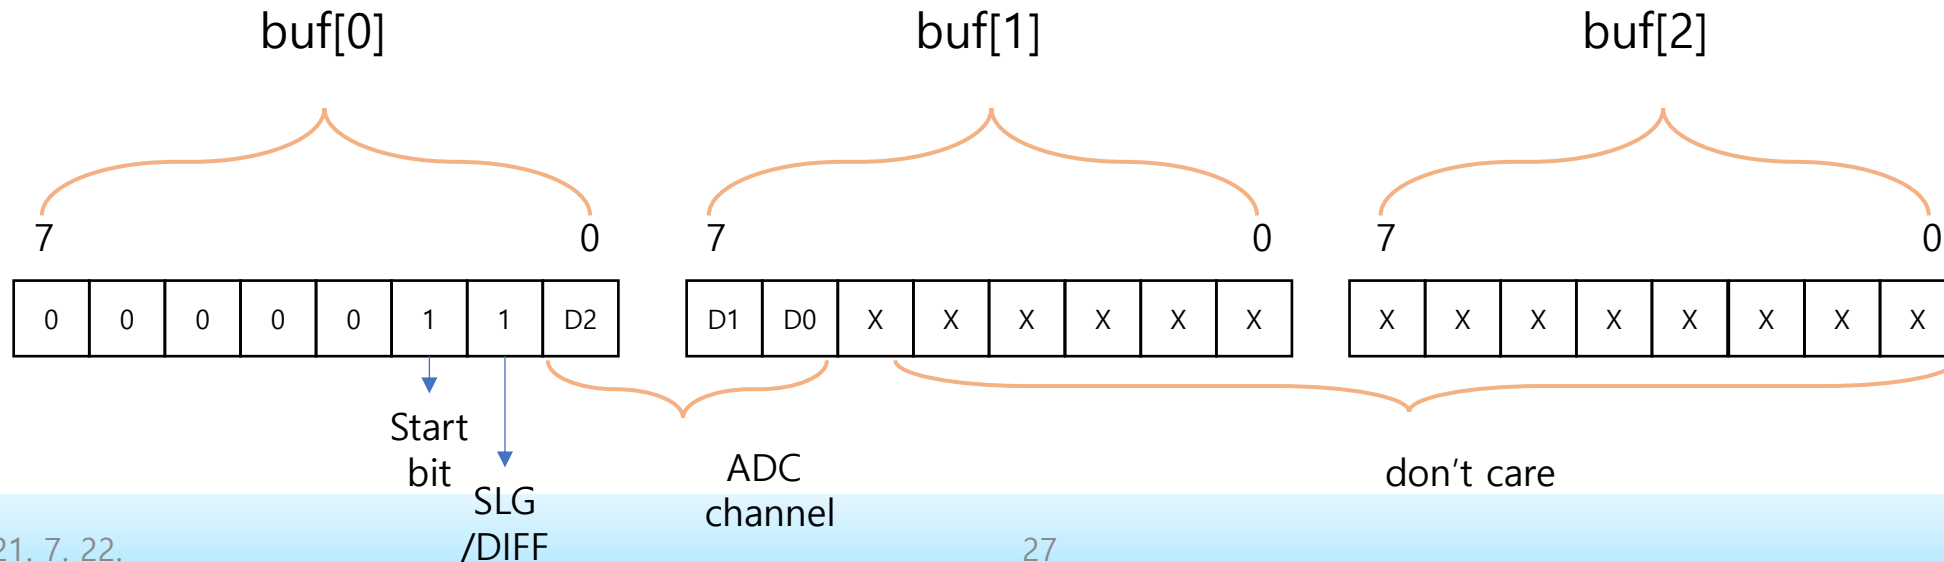 buf[0] buf[1] buf[2]
7 0 7 0 7 0
0 0 0 0 0 1 1 D2 D1 D0 X X X X X X X X X X X X X X
Start
bit
SLG
/DIFF
ADC
channel
don't care
21. 7. 22.
27